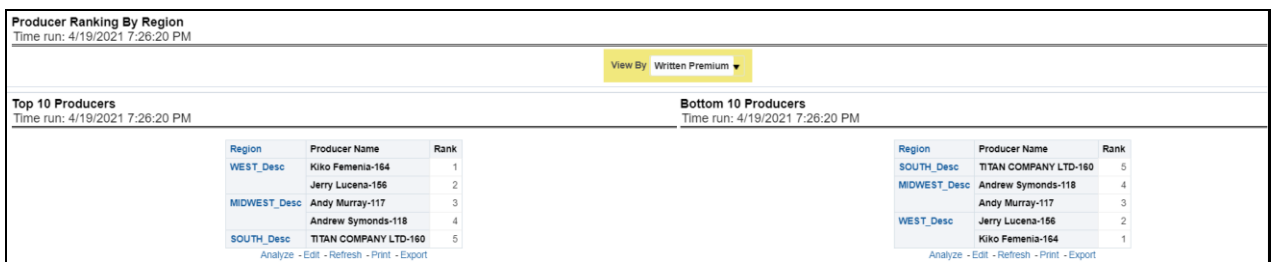 Producer Ranking By Region
Time run: 4/19/2021 7:26:20 PM
View By Written Premium
Top 10 Producers
Time run: 4/19/2021 7:26:20 PM
Region Producer Name Rank
WEST_Desc Kiko Femenia-164 1
Jerry Lucena-156 2
MIDWEST_Desc Andy Murray-117 3
Andrew Symonds-118 4
SOUTH_Desc TITAN COMPANY LTD-160 5
Analyze - Edit - Refresh - Print - Export
Bottom 10 Producers
Time run: 4/19/2021 7:26:20 PM
Region Producer Name Rank
SOUTH_Desc TITAN COMPANY LTD-160 5
MIDWEST_Desc Andrew Symonds-118 4
Andy Murray-117 3
WEST_Desc Jerry Lucena-156 2
Kiko Femenia-164 1
Analyze - Edit - Refresh - Print - Export